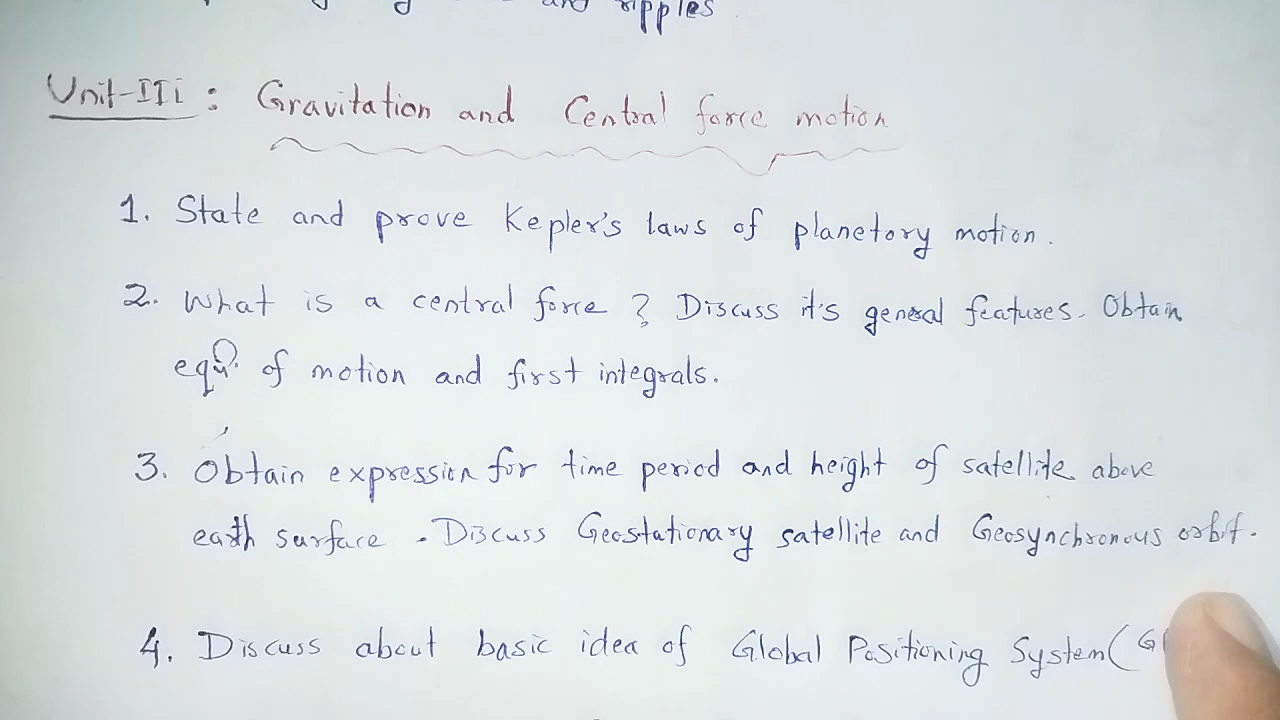 and ripples
Unit-III : Gravitation and Central force motion
1. State and prove Kepler's laws of planetory motion.
2. What is a central force ? Discuss it's general features. Obtain
equn. of motion and first integrals.
3. Obtain expression for time period and height of satellite above
earth surface. Discuss Geostationary satellite and Geosynchronous orbit.
4. Discuss about basic idea of Global Positioning System (G